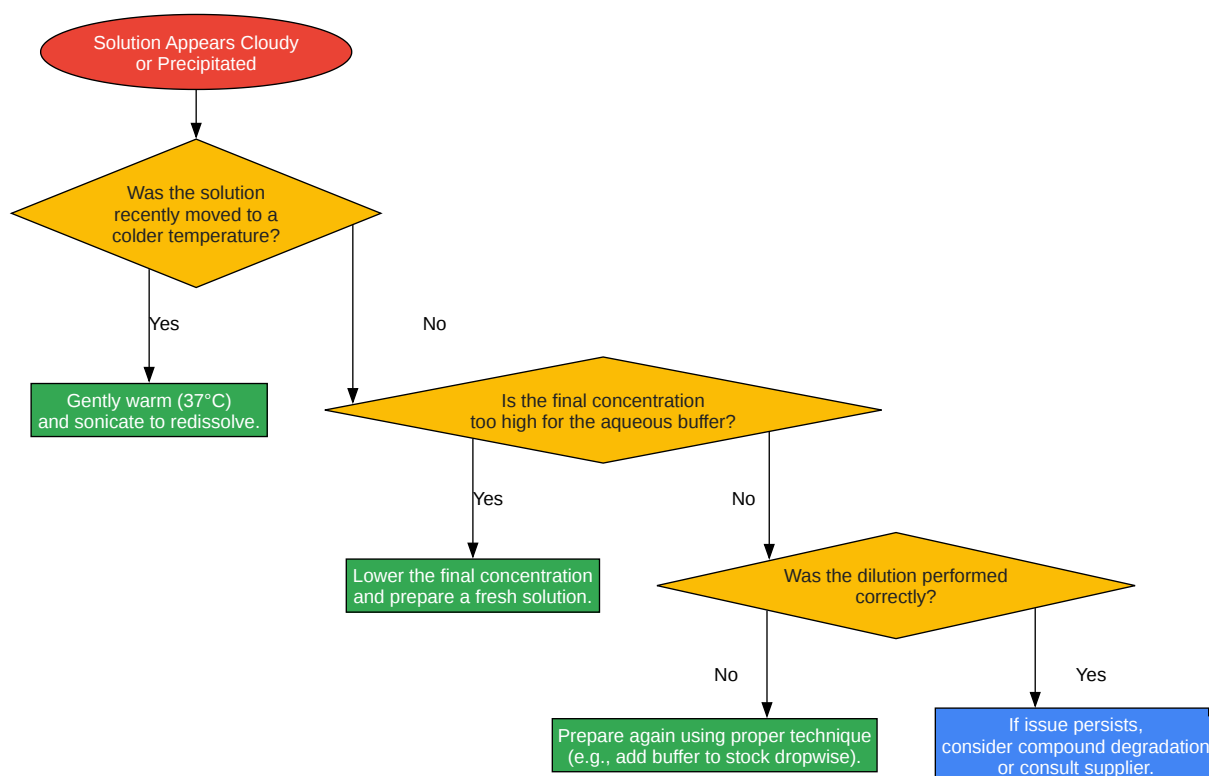 Solution Appears Cloudy
or Precipitated
Was the solution
recently moved to a
colder temperature?
Yes
No
Gently warm (37°C)
and sonicate to redissolve.
Is the final concentration
too high for the aqueous buffer?
Yes
No
Lower the final concentration
and prepare a fresh solution.
Was the dilution performed
correctly?
No
Yes
Prepare again using proper technique
(e.g., add buffer to stock dropwise).
If issue persists,
consider compound degradation
or consult supplier.